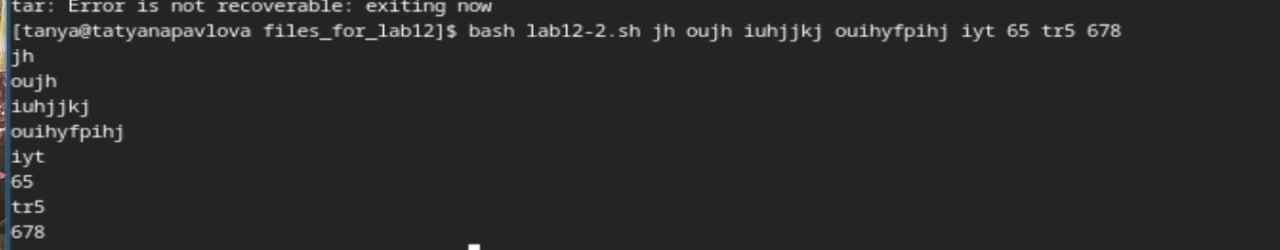 tar: Error is not recoverable: exiting now
[tanya@tatyanapavlova files_for_lab12]$ bash lab12-2.sh jh oujh iuhjjkj ouihyfpihj iyt 65 tr5 678
jh
oujh
iuhjjkj
ouihyfpihj
iyt
65
tr5
678